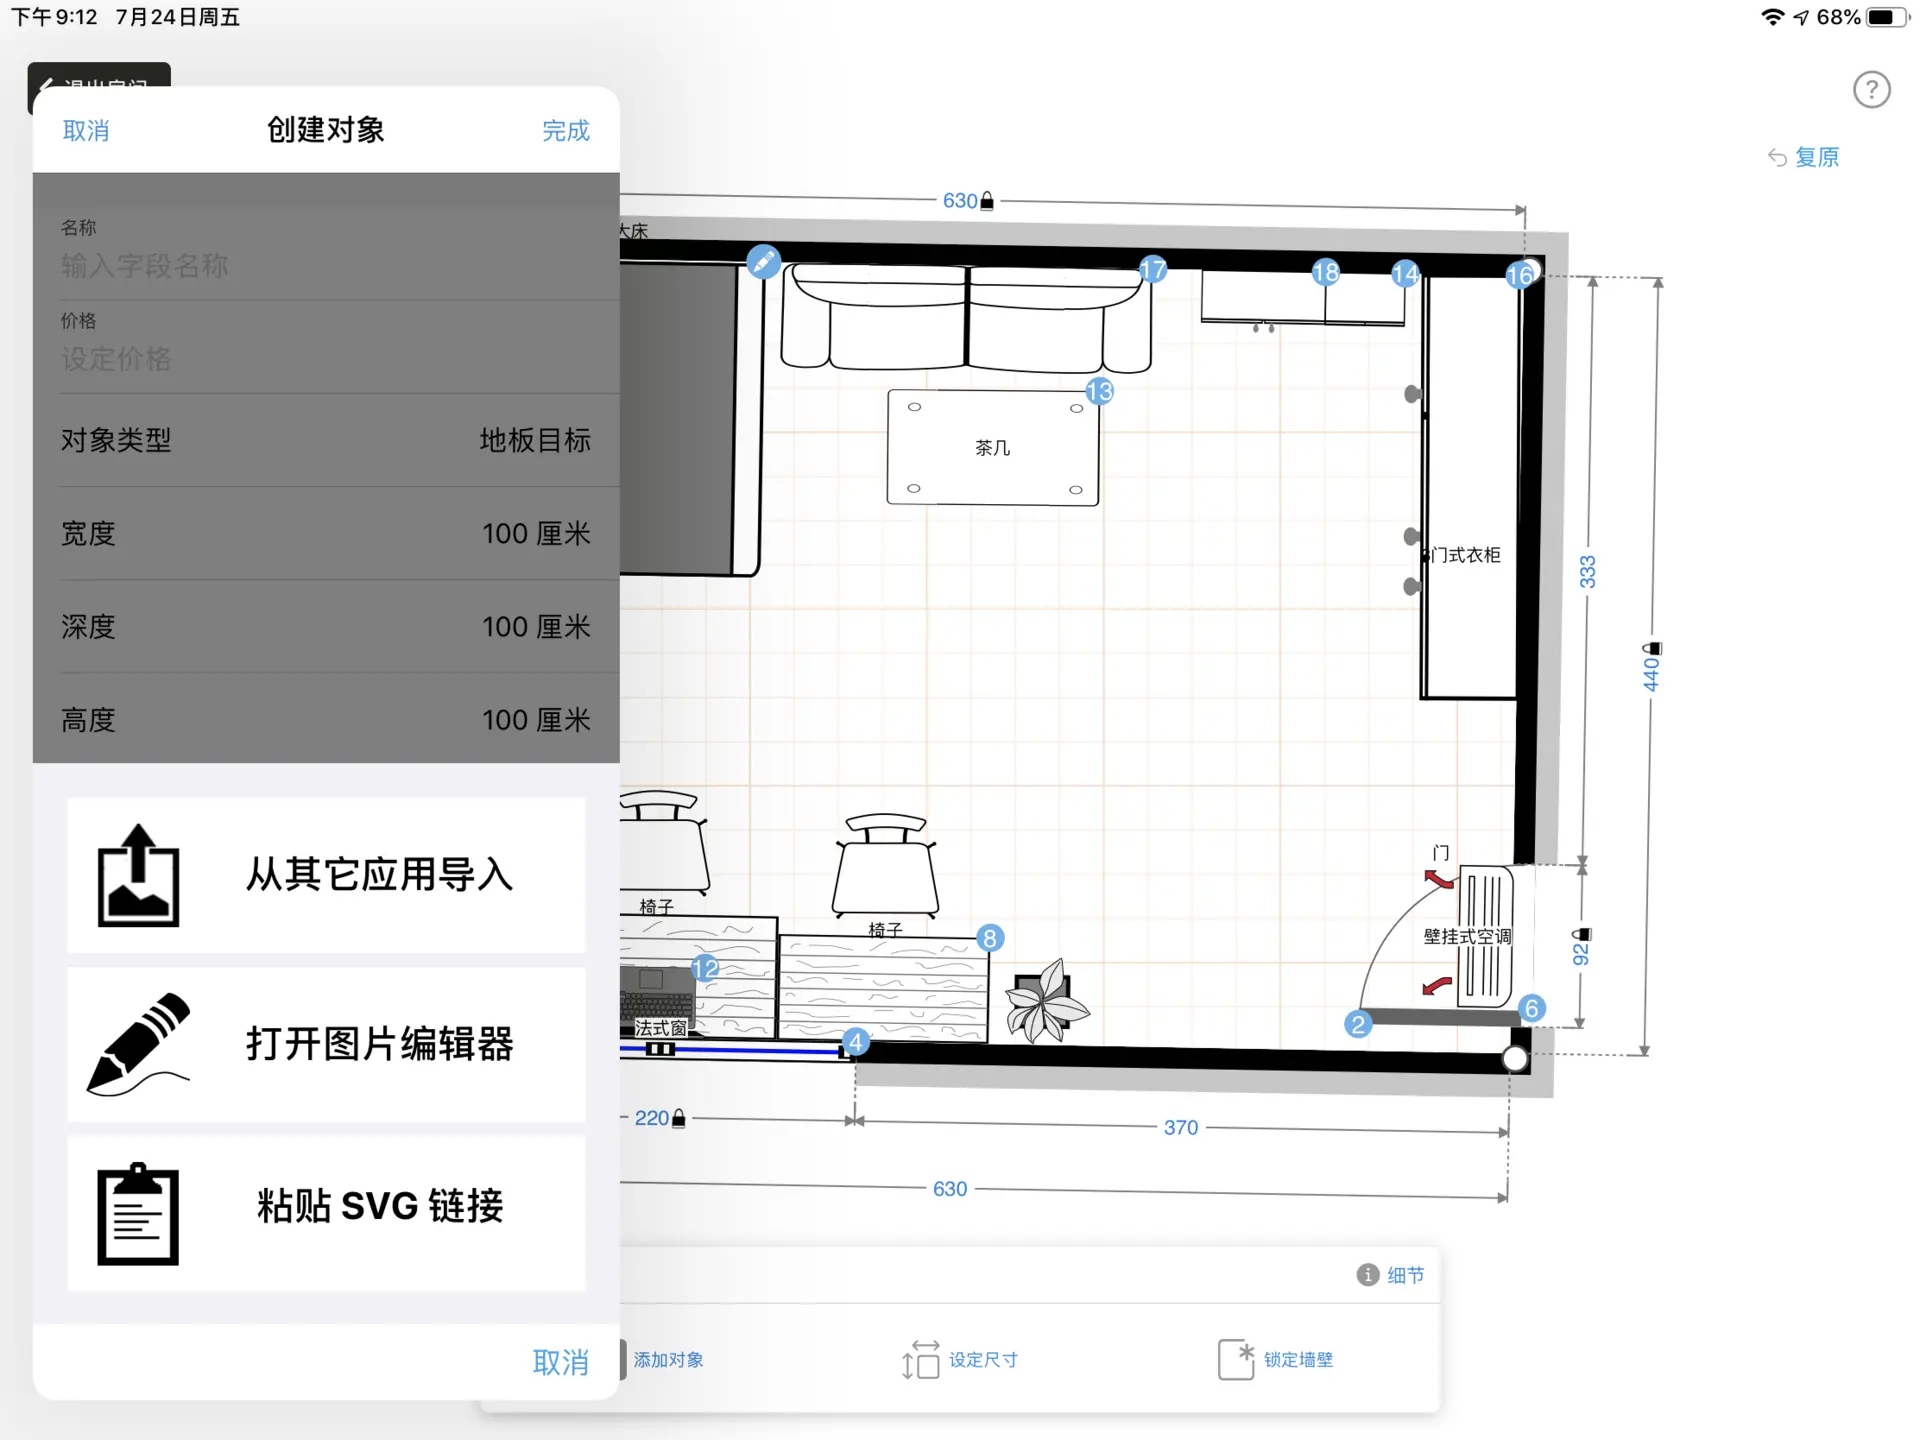 下午9:12 7月24日周五
68%
取消
创建对象
完成
名称
输入字段名称
价格
设定价格
对象类型
地板目标
宽度
100 厘米
深度
100 厘米
高度
100 厘米
从其它应用导入
打开图片编辑器
粘贴 SVG 链接
取消
?
复原
630
大床
17
18
14
16
13
茶几
门式衣柜
333
440
门
壁挂式空调
92
椅子
椅子
8
12
法式窗
4
2
6
220
370
630
细节
添加对象
设定尺寸
锁定墙壁